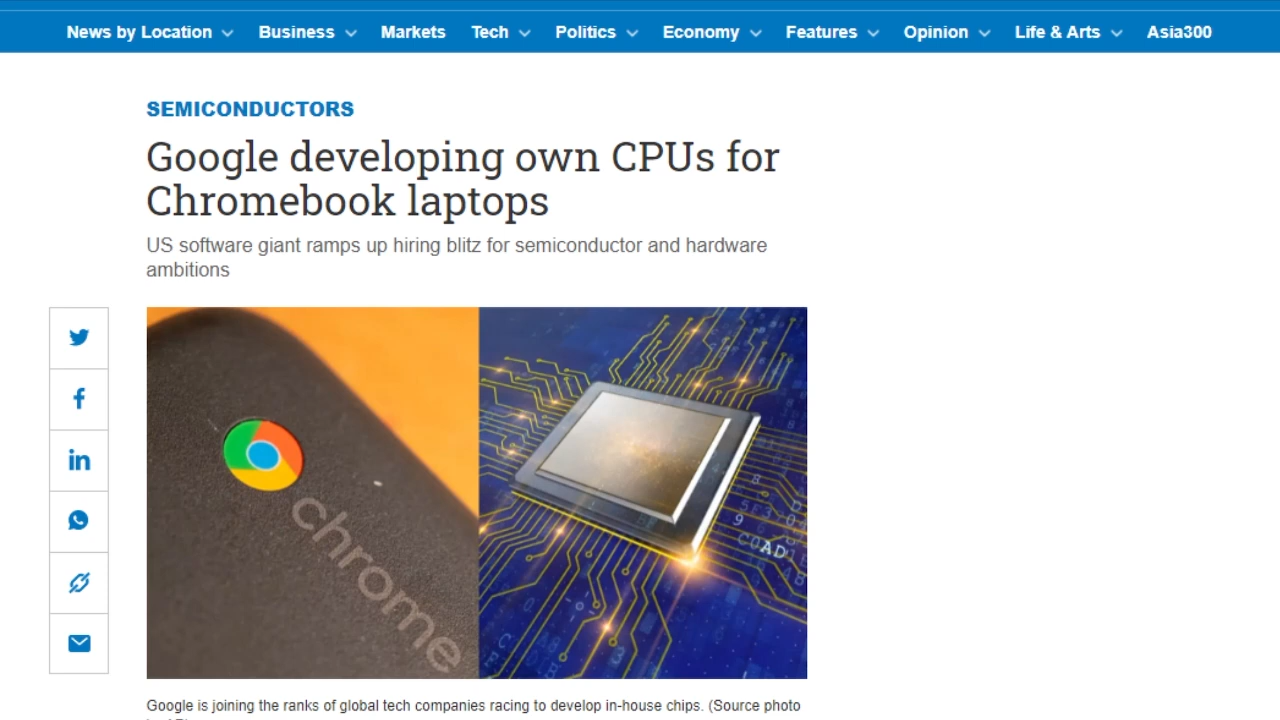 News by Location Business Markets Tech Politics Economy Features Opinion Life & Arts Asia300
SEMICONDUCTORS
Google developing own CPUs for
Chromebook laptops
US software giant ramps up hiring blitz for semiconductor and hardware
ambitions
chrome
Google is joining the ranks of global tech companies racing to develop in-house chips. (Source photo